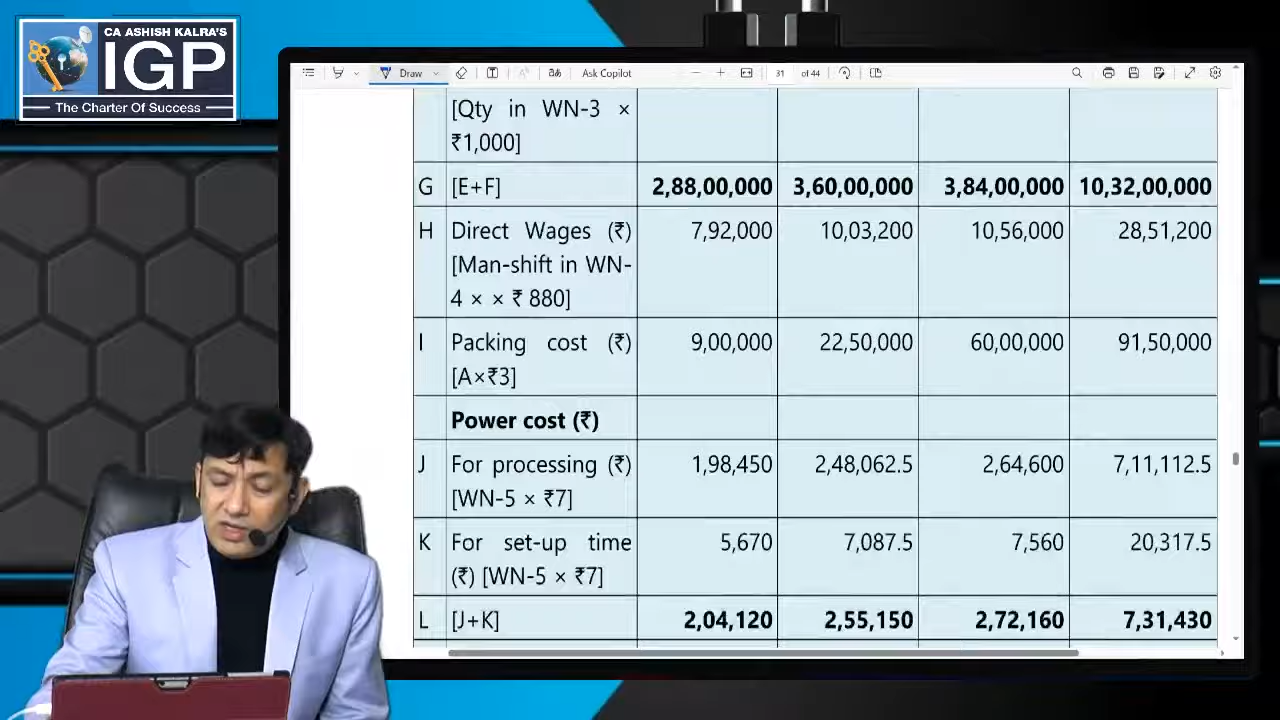 CA ASHISH KALRA'S
IGP
The Charter Of Success
Draw
Ask Copilot
31 of 44
[Qty in WN-3 ×
₹1,000]
G [E+F] 2,88,00,000 3,60,00,000 3,84,00,000 10,32,00,000
H Direct Wages (₹) 7,92,000 10,03,200 10,56,000 28,51,200
[Man-shift in WN-
4 × × ₹ 880]
I Packing cost (₹) 9,00,000 22,50,000 60,00,000 91,50,000
[A×₹3]
Power cost (₹)
J For processing (₹) 1,98,450 2,48,062.5 2,64,600 7,11,112.5
[WN-5 × ₹7]
K For set-up time 5,670 7,087.5 7,560 20,317.5
(₹) [WN-5 × ₹7]
L [J+K] 2,04,120 2,55,150 2,72,160 7,31,430